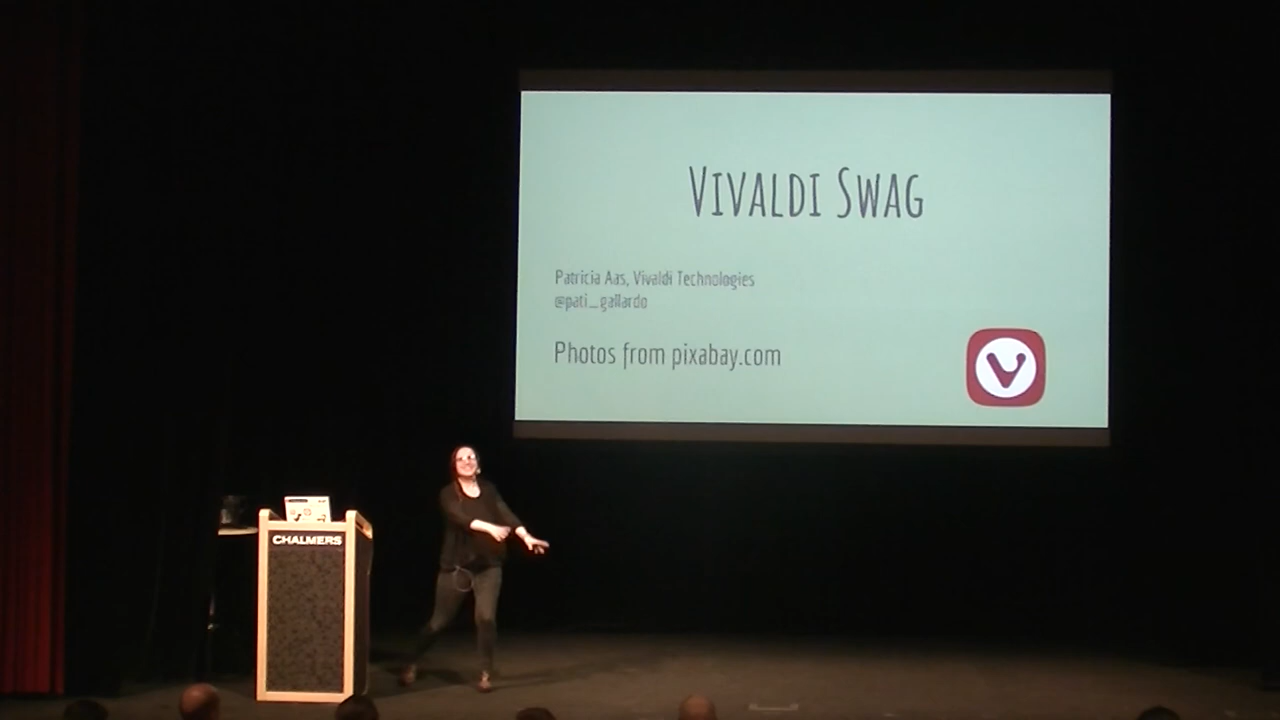 VIVALDI SWAG
Patricia Aas, Vivaldi Technologies
@pati_gallardo
Photos from pixabay.com
CHALMERS